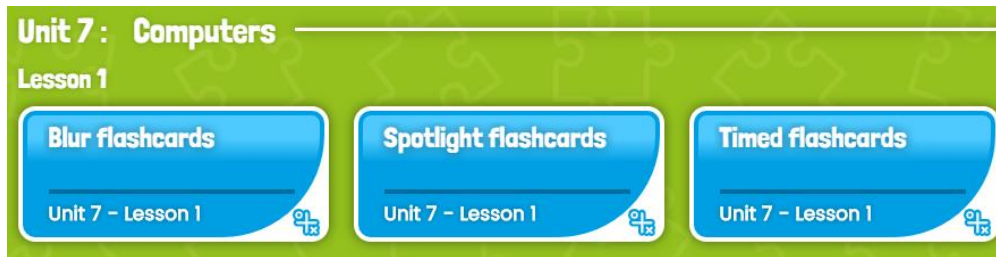 Unit 7 : Computers
Lesson 1
Blur flashcards
Unit 7 - Lesson 1
Spotlight flashcards
Unit 7 - Lesson 1
Timed flashcards
Unit 7 - Lesson 1